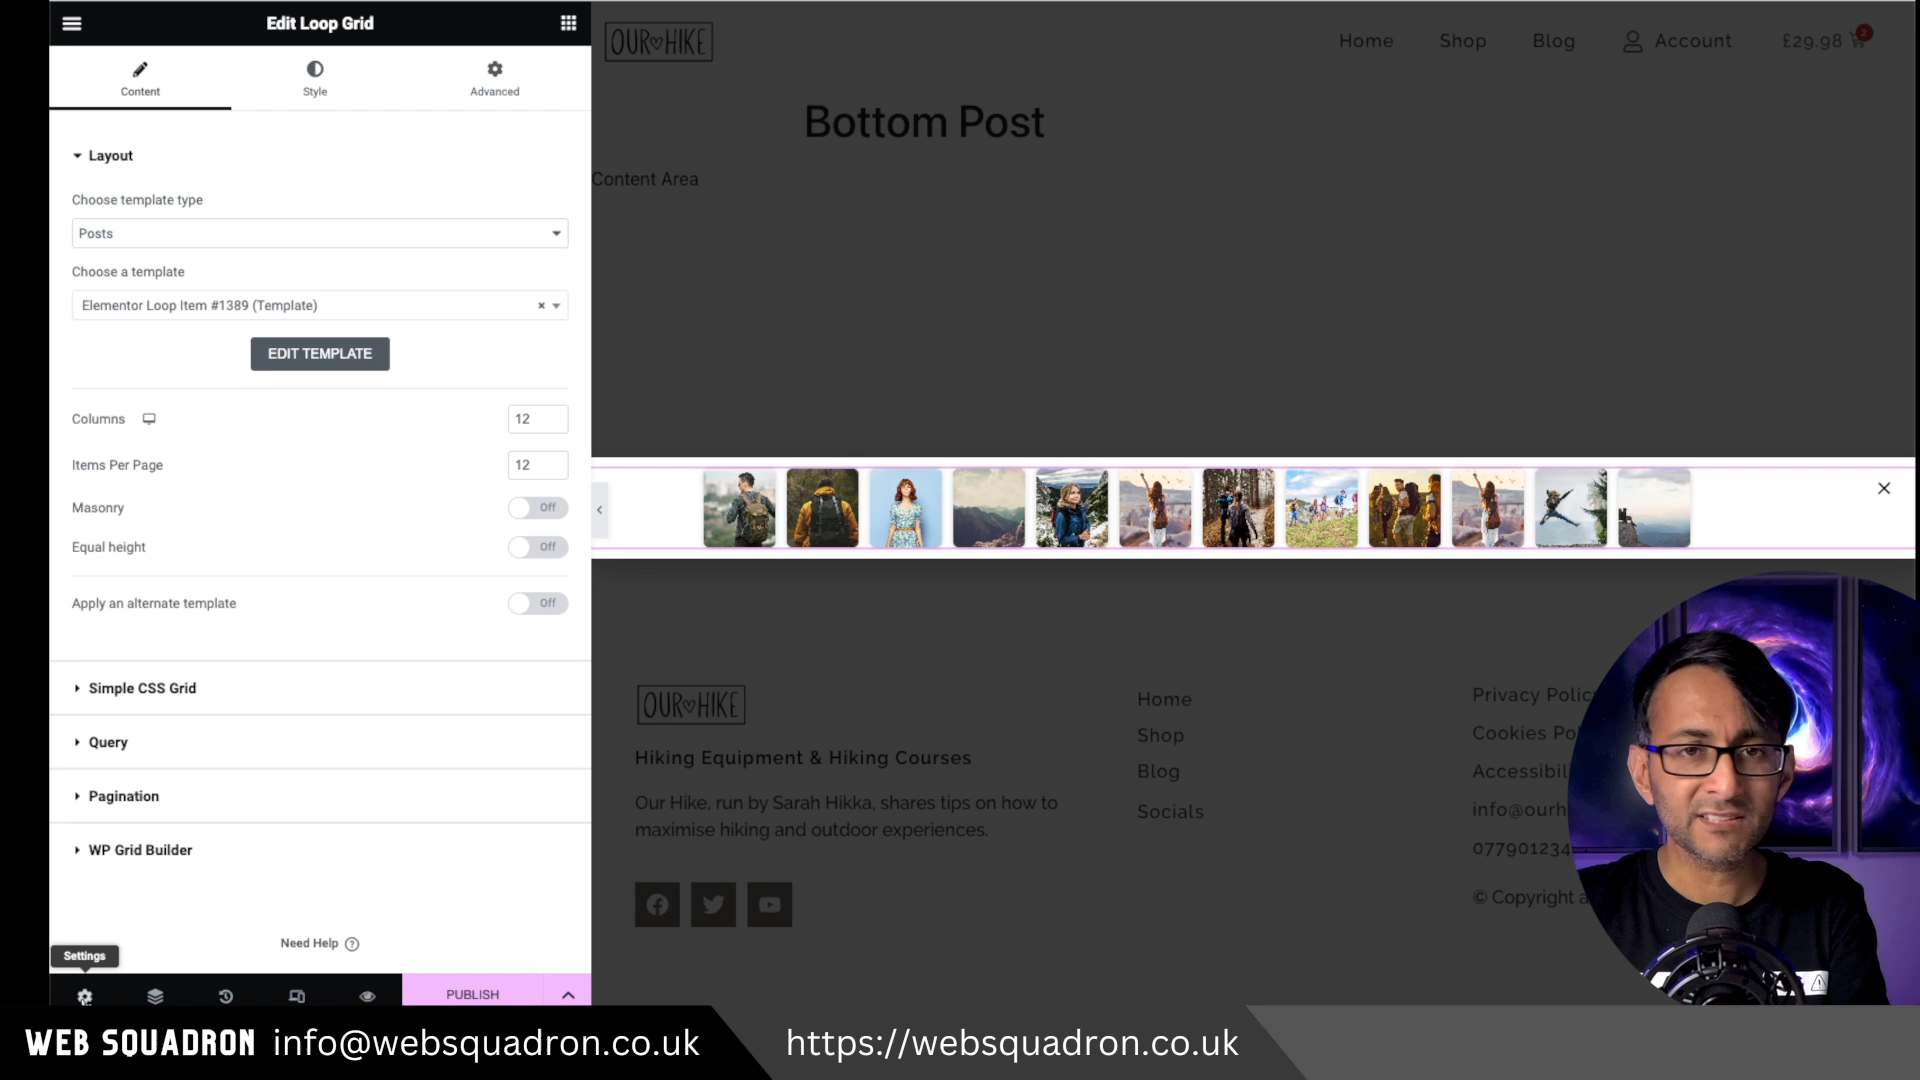 Edit Loop Grid
Content
Style
Advanced
Layout
Choose template type
Posts
Choose a template
Elementor Loop Item #1389 (Template)
× 
EDIT TEMPLATE
Columns
12
Items Per Page
12
Masonry
Off
Equal height
Off
Apply an alternate template
Off
Simple CSS Grid
Query
Pagination
WP Grid Builder
Need Help ?
Settings
PUBLISH
OUR HIKE
Home
Shop
Blog
Account
£29.98
2
Bottom Post
Content Area
OUR HIKE
Hiking Equipment & Hiking Courses
Our Hike, run by Sarah Hikka, shares tips on how to
maximise hiking and outdoor experiences.
Home
Shop
Blog
Socials
Privacy Polic
Cookies Po
Accessibil
info@ourh
077901234
© Copyright a
WEB SQUADRON info@websquadron.co.uk
https://websquadron.co.uk